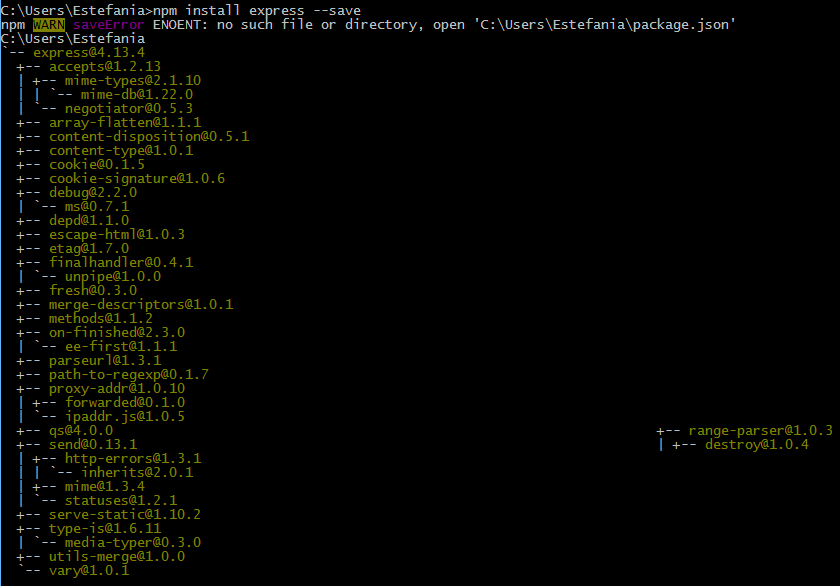 C:\Users\Estefania>npm install express --save
npm WARN saveError ENOENT: no such file or directory, open 'C:\Users\Estefania\package.json'
C:\Users\Estefania
`-- express@4.13.4
  +-- accepts@1.2.13
  | +-- mime-types@2.1.10
  | | `-- mime-db@1.22.0
  | `-- negotiator@0.5.3
  +-- array-flatten@1.1.1
  +-- content-disposition@0.5.1
  +-- content-type@1.0.1
  +-- cookie@0.1.5
  +-- cookie-signature@1.0.6
  +-- debug@2.2.0
  | `-- ms@0.7.1
  +-- depd@1.1.0
  +-- escape-html@1.0.3
  +-- etag@1.7.0
  +-- finalhandler@0.4.1
  | `-- unpipe@1.0.0
  +-- fresh@0.3.0
  +-- merge-descriptors@1.0.1
  +-- methods@1.1.2
  +-- on-finished@2.3.0
  | `-- ee-first@1.1.1
  +-- parseurl@1.3.1
  +-- path-to-regexp@0.1.7
  +-- proxy-addr@1.0.10
  | +-- forwarded@0.1.0
  | `-- ipaddr.js@1.0.5
  +-- qs@4.0.0 +-- range-parser@1.0.3
  +-- send@0.13.1 | +-- destroy@1.0.4
  | +-- http-errors@1.3.1
  | | `-- inherits@2.0.1
  | +-- mime@1.3.4
  | `-- statuses@1.2.1
  +-- serve-static@1.10.2
  +-- type-is@1.6.11
  | `-- media-typer@0.3.0
  +-- utils-merge@1.0.0
  `-- vary@1.0.1